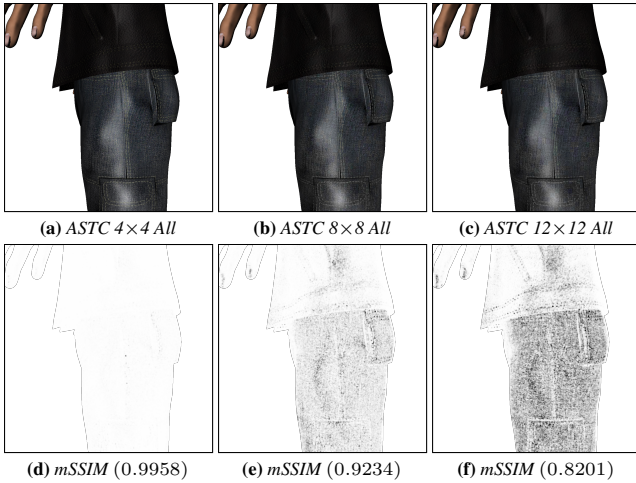 (a) ASTC 4×4 All
(b) ASTC 8×8 All
(c) ASTC 12×12 All
(d) mSSIM (0.9958)
(e) mSSIM (0.9234)
(f) mSSIM (0.8201)